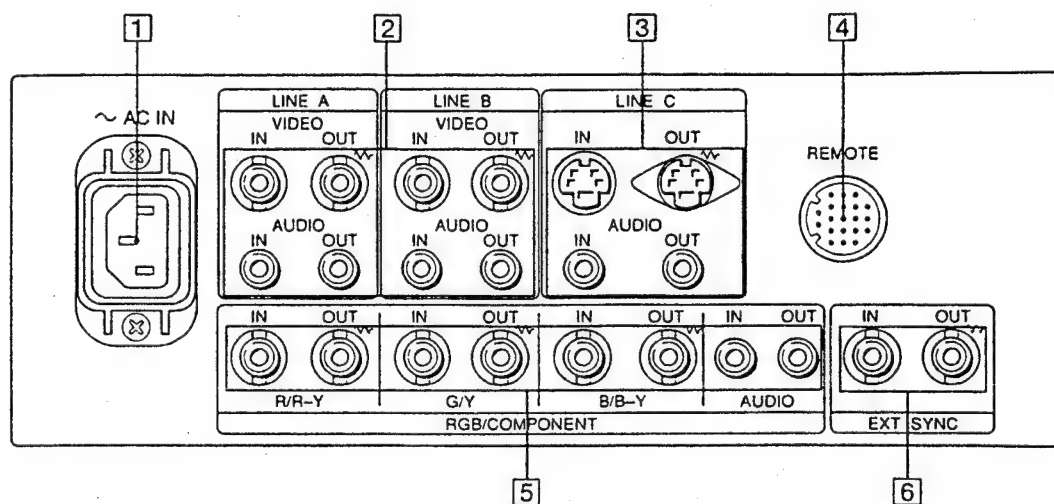 1 2 3 4
LINE A LINE B LINE C
~ AC IN VIDEO VIDEO
IN OUT IN OUT IN OUT
REMOTE
AUDIO AUDIO AUDIO
IN OUT IN OUT IN OUT
IN OUT IN OUT IN OUT IN OUT IN OUT
R/R-Y G/Y B/B-Y AUDIO
RGB/COMPONENT EXT SYNC
5 6